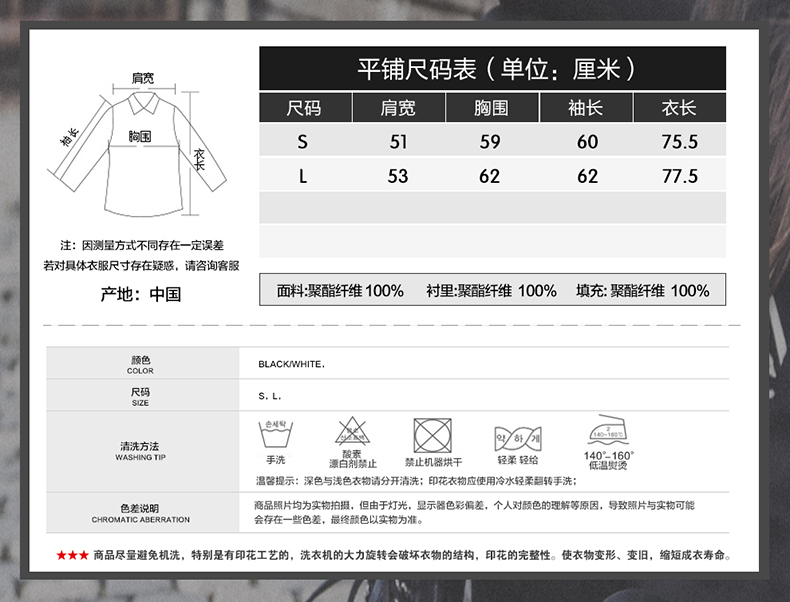 肩宽
袖长
胸围
衣长
注：因测量方式不同存在一定误差
若对具体衣服尺寸存在疑惑，请咨询客服
产地：中国
平铺尺码表（单位：厘米）
尺码 肩宽 胸围 袖长 衣长
S 51 59 60 75.5
L 53 62 62 77.5
面料:聚酯纤维 100% 衬里:聚酯纤维 100% 填充: 聚酯纤维 100%
颜色
COLOR
BLACK/WHITE.
尺码
SIZE
S. L.
清洗方法
WASHING TIP
손세탁
手洗
酸素
漂白剂禁止
禁止机器烘干
약하게
轻柔 轻给
2
140~160℃
140°-160°
低温熨烫
温馨提示：深色与浅色衣物请分开清洗；印花衣物应使用冷水轻柔翻转手洗；
色差说明
CHROMATIC ABERRATION
商品照片均为实物拍摄，但由于灯光，显示器色彩偏差，个人对颜色的理解等原因，导致照片与实物可能
会存在一些色差，最终颜色以实物为准。
★★★ 商品尽量避免机洗，特别是有印花工艺的，洗衣机的大力旋转会破坏衣物的结构，印花的完整性。使衣物变形、变旧，缩短成衣寿命。